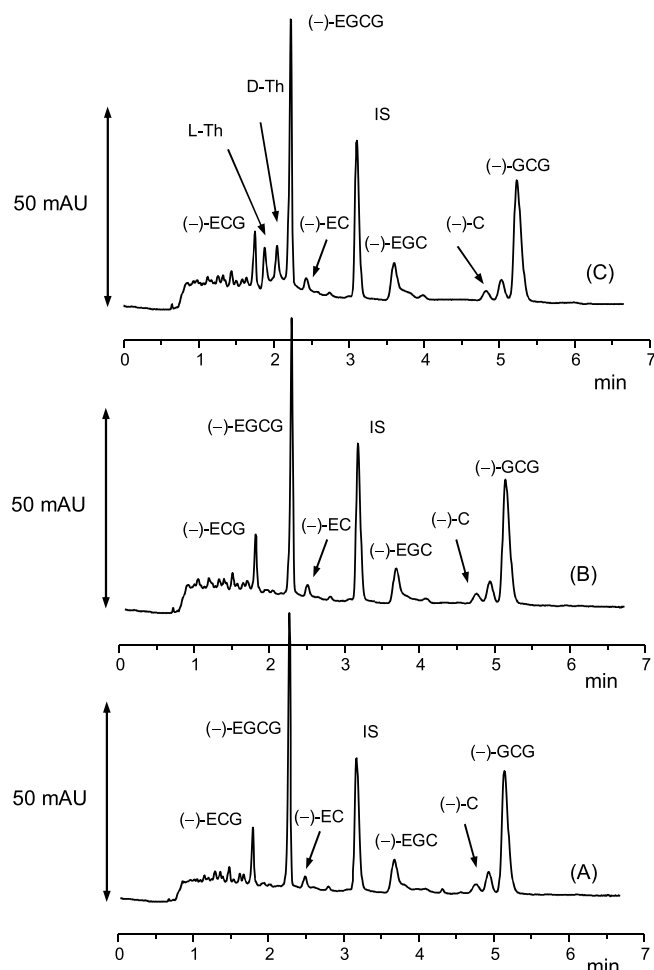 (–)-EGCG
D-Th
L-Th
IS
(–)-GCG
50 mAU
(–)-ECG
(–)-EC
(–)-EGC
(–)-C
(C)
0 1 2 3 4 5 6 7
min
(–)-EGCG
IS
(–)-GCG
50 mAU
(–)-ECG
(–)-EC
(–)-EGC
(–)-C
(B)
0 1 2 3 4 5 6 7
min
(–)-EGCG
IS
(–)-GCG
50 mAU
(–)-ECG
(–)-EC
(–)-EGC
(–)-C
(A)
0 1 2 3 4 5 6 7
min